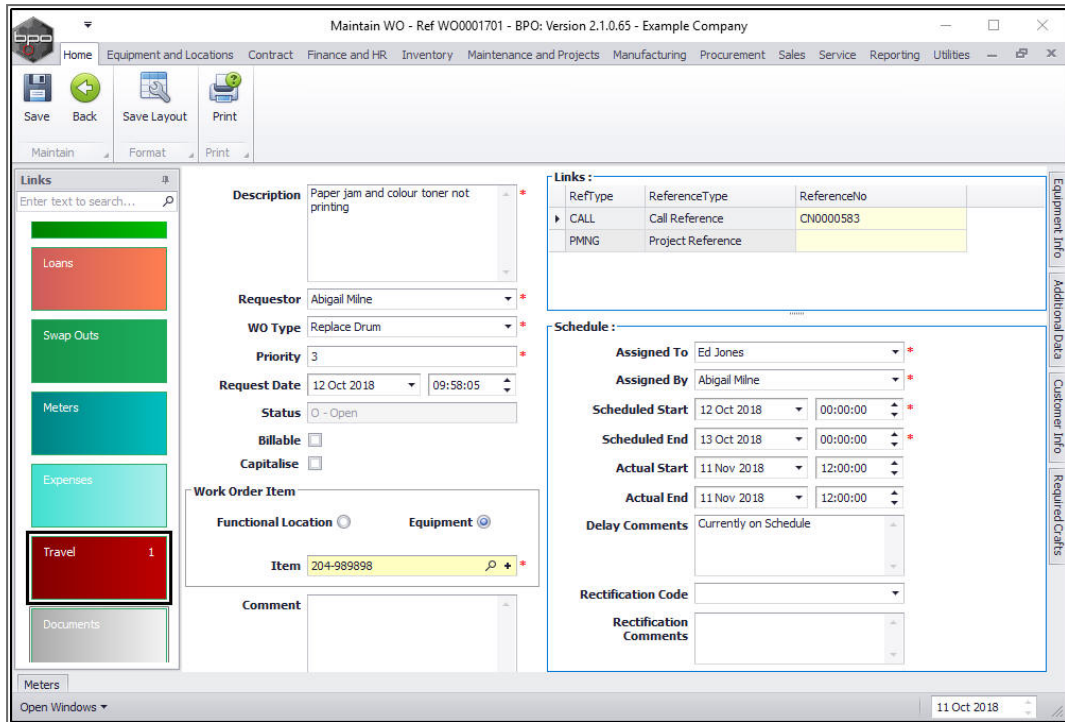 Maintain WO - Ref WO0001701 - BPO: Version 2.1.0.65 - Example Company
bpo
Home Equipment and Locations Contract Finance and HR Inventory Maintenance and Projects Manufacturing Procurement Sales Service Reporting Utilities
Save Back Save Layout Print
Maintain Format Print
Links
Enter text to search...
Loans
Swap Outs
Meters
Expenses
Travel 1
Documents
Description Paper jam and colour toner not
printing *
Requestor Abigail Milne *
WO Type Replace Drum *
Priority 3 *
Request Date 12 Oct 2018 09:58:05
Status O - Open
Billable
Capitalise
Work Order Item
Functional Location Equipment
Item 204-989898 *
Comment
Links :
RefType ReferenceType ReferenceNo
CALL Call Reference CN0000583
PMNG Project Reference
Schedule :
Assigned To Ed Jones *
Assigned By Abigail Milne *
Scheduled Start 12 Oct 2018 00:00:00 *
Scheduled End 13 Oct 2018 00:00:00 *
Actual Start 11 Nov 2018 12:00:00
Actual End 11 Nov 2018 12:00:00
Delay Comments Currently on Schedule
Rectification Code
Rectification
Comments
Equipment Info
Additional Data
Customer Info
Required Crafts
Meters
Open Windows
11 Oct 2018